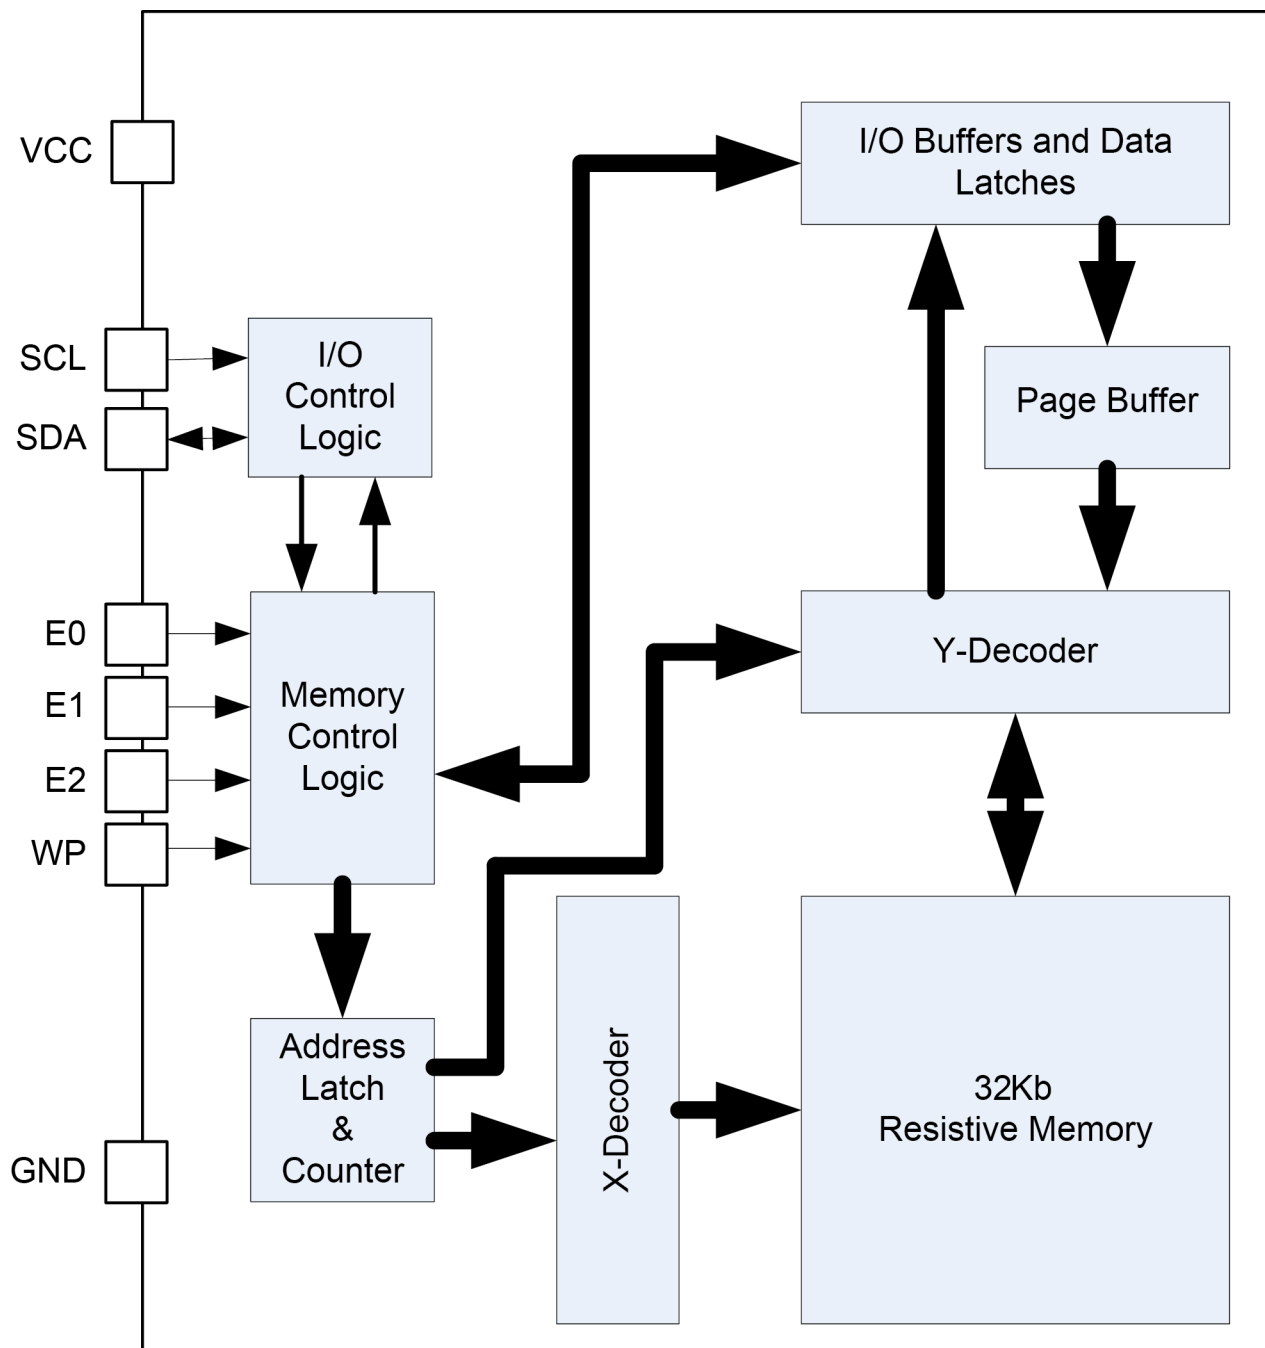 VCC
SCL
SDA
E0
E1
E2
WP
GND
I/O
Control
Logic
Memory
Control
Logic
Address
Latch
&
Counter
X-Decoder
I/O Buffers and Data
Latches
Page Buffer
Y-Decoder
32Kb
Resistive Memory